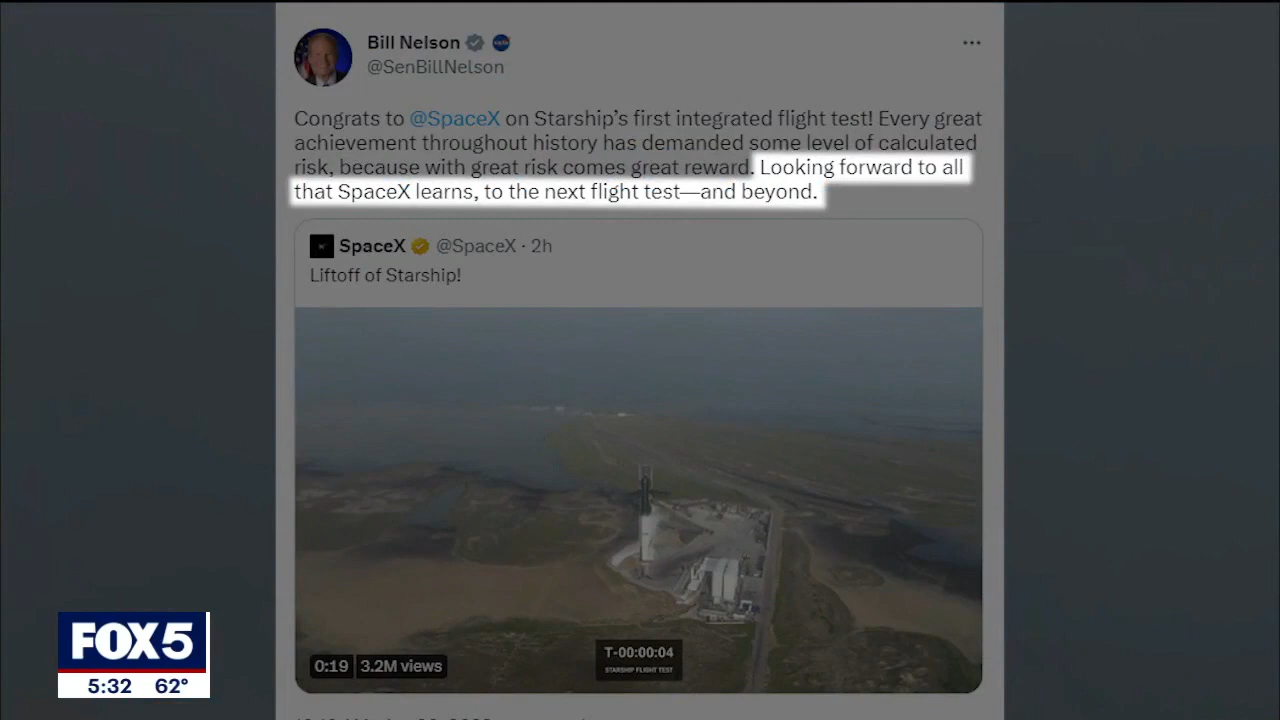 Bill Nelson
@SenBillNelson
Congrats to @SpaceX on Starship’s first integrated flight test! Every great
achievement throughout history has demanded some level of calculated
risk, because with great risk comes great reward. Looking forward to all
that SpaceX learns, to the next flight test—and beyond.
SpaceX @SpaceX · 2h
Liftoff of Starship!
T-00:00:04
STARSHIP FLIGHT TEST
0:19 3.2M views
FOX 5
5:32 62°